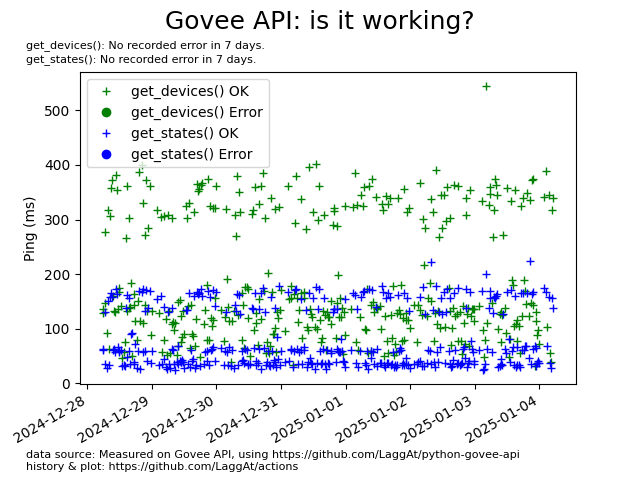 Govee API: is it working?
get_devices(): No recorded error in 7 days.
get_states(): No recorded error in 7 days.
get_devices() OK
get_devices() Error
get_states() OK
get_states() Error
Ping (ms)
500
400
300
200
100
0
2024-12-28
2024-12-29
2024-12-30
2024-12-31
2025-01-01
2025-01-02
2025-01-03
2025-01-04
data source: Measured on Govee API, using https://github.com/LaggAt/python-govee-api
history & plot: https://github.com/LaggAt/actions